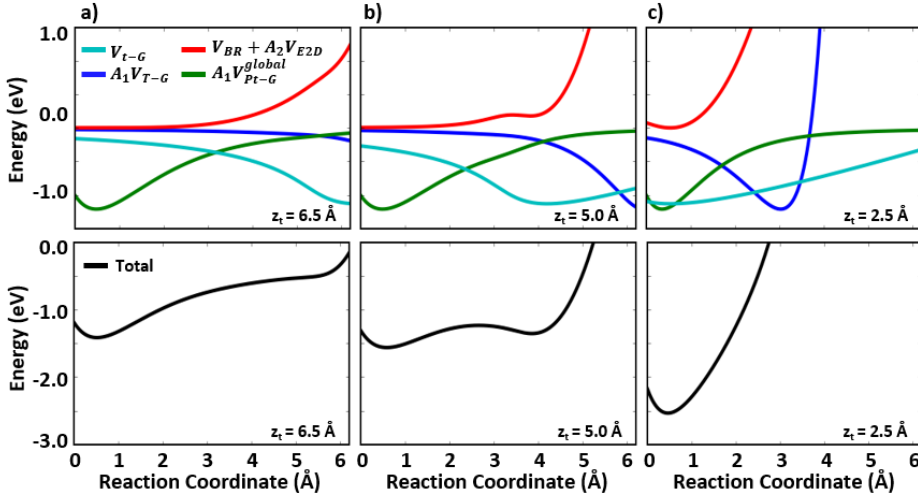 a)
b)
c)
1.0
0.0
-1.0
Energy (eV)
V_{t-G}
V_{BR} + A_2V_{E2D}
A_1V_{T-G}
A_1V_{Pt-G}^{global}
z_t = 6.5 Å
z_t = 5.0 Å
z_t = 2.5 Å
0.0
-1.0
-2.0
-3.0
Energy (eV)
Total
z_t = 6.5 Å
z_t = 5.0 Å
z_t = 2.5 Å
0 1 2 3 4 5 6
0 1 2 3 4 5 6
0 1 2 3 4 5 6
Reaction Coordinate (Å)
Reaction Coordinate (Å)
Reaction Coordinate (Å)